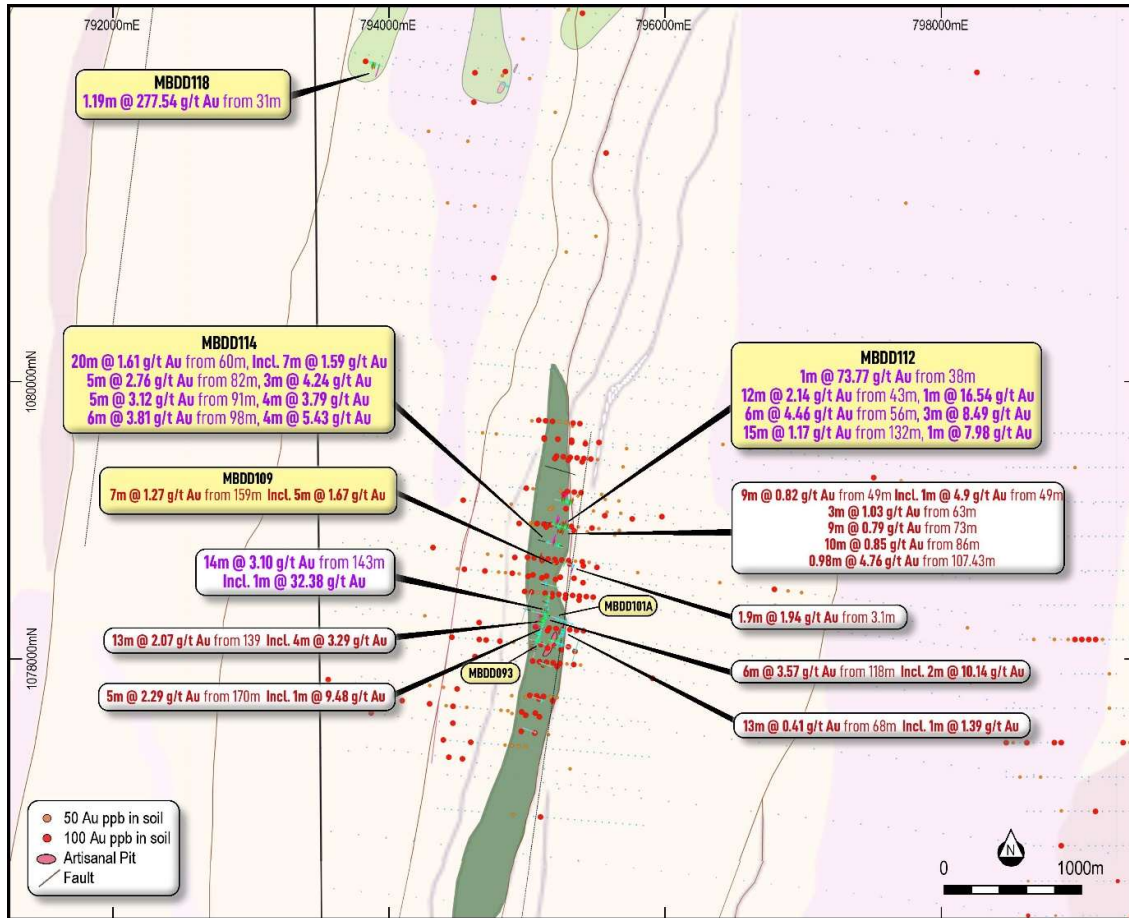 792000mE
794000mE
796000mE
798000mE
MBDD118
1.19m @ 277.54 g/t Au from 31m
1080000mN
MBDD114
20m @ 1.61 g/t Au from 60m, Incl. 7m @ 1.59 g/t Au
5m @ 2.76 g/t Au from 82m, 3m @ 4.24 g/t Au
5m @ 3.12 g/t Au from 91m, 4m @ 3.79 g/t Au
6m @ 3.81 g/t Au from 98m, 4m @ 5.43 g/t Au
MBDD112
1m @ 73.77 g/t Au from 38m
12m @ 2.14 g/t Au from 43m, 1m @ 16.54 g/t Au
6m @ 4.46 g/t Au from 56m, 3m @ 8.49 g/t Au
15m @ 1.17 g/t Au from 132m, 1m @ 7.98 g/t Au
MBDD109
7m @ 1.27 g/t Au from 159m Incl. 5m @ 1.67 g/t Au
9m @ 0.82 g/t Au from 49m Incl. 1m @ 4.9 g/t Au from 49m
3m @ 1.03 g/t Au from 63m
9m @ 0.79 g/t Au from 73m
10m @ 0.85 g/t Au from 86m
0.98m @ 4.76 g/t Au from 107.43m
14m @ 3.10 g/t Au from 143m
Incl. 1m @ 32.38 g/t Au
MBDD101A
1.9m @ 1.94 g/t Au from 3.1m
13m @ 2.07 g/t Au from 139 Incl. 4m @ 3.29 g/t Au
1078000mN
MBDD093
6m @ 3.57 g/t Au from 118m Incl. 2m @ 10.14 g/t Au
5m @ 2.29 g/t Au from 170m Incl. 1m @ 9.48 g/t Au
13m @ 0.41 g/t Au from 68m Incl. 1m @ 1.39 g/t Au
50 Au ppb in soil
100 Au ppb in soil
Artisanal Pit
Fault
N
0 1000m